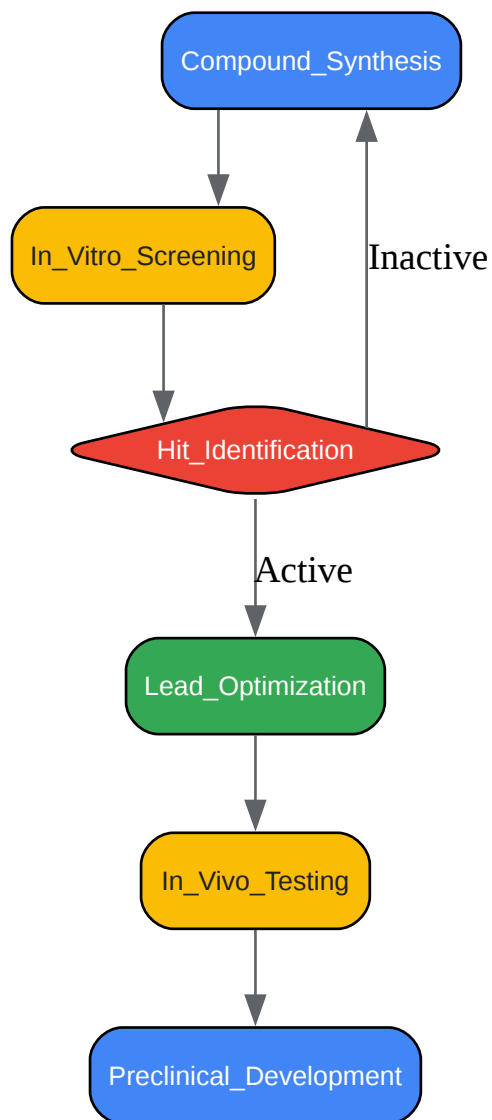 Compound_Synthesis
In_Vitro_Screening
Inactive
Hit_Identification
Active
Lead_Optimization
In_Vivo_Testing
Preclinical_Development